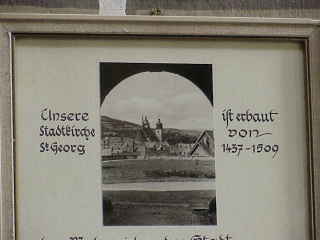 Unsere
Stadtkirche
St. Georg
ist erbaut
von
1437-1509